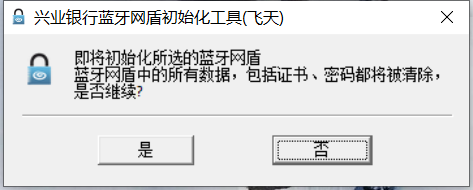 兴业银行蓝牙网盾初始化工具(飞天)
即将初始化所选的蓝牙网盾
蓝牙网盾中的所有数据，包括证书、密码都将被清除，
是否继续?
是
否